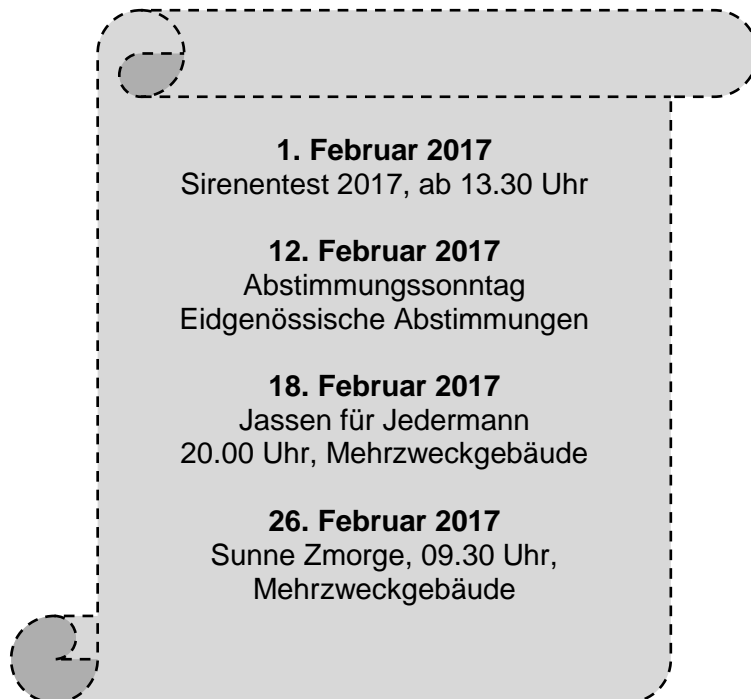 1. Februar 2017
Sirenentest 2017, ab 13.30 Uhr
12. Februar 2017
Abstimmungssonntag
Eidgenössische Abstimmungen
18. Februar 2017
Jassen für Jedermann
20.00 Uhr, Mehrzweckgebäude
26. Februar 2017
Sunne Zmorge, 09.30 Uhr,
Mehrzweckgebäude